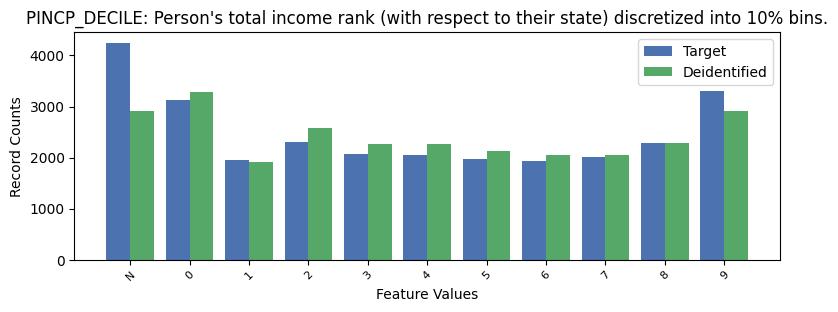 PINCP_DECILE: Person's total income rank (with respect to their state) discretized into 10% bins.
Target
Deidentified
4000
3000
2000
1000
0
Record Counts
N 0 1 2 3 4 5 6 7 8 9
Feature Values